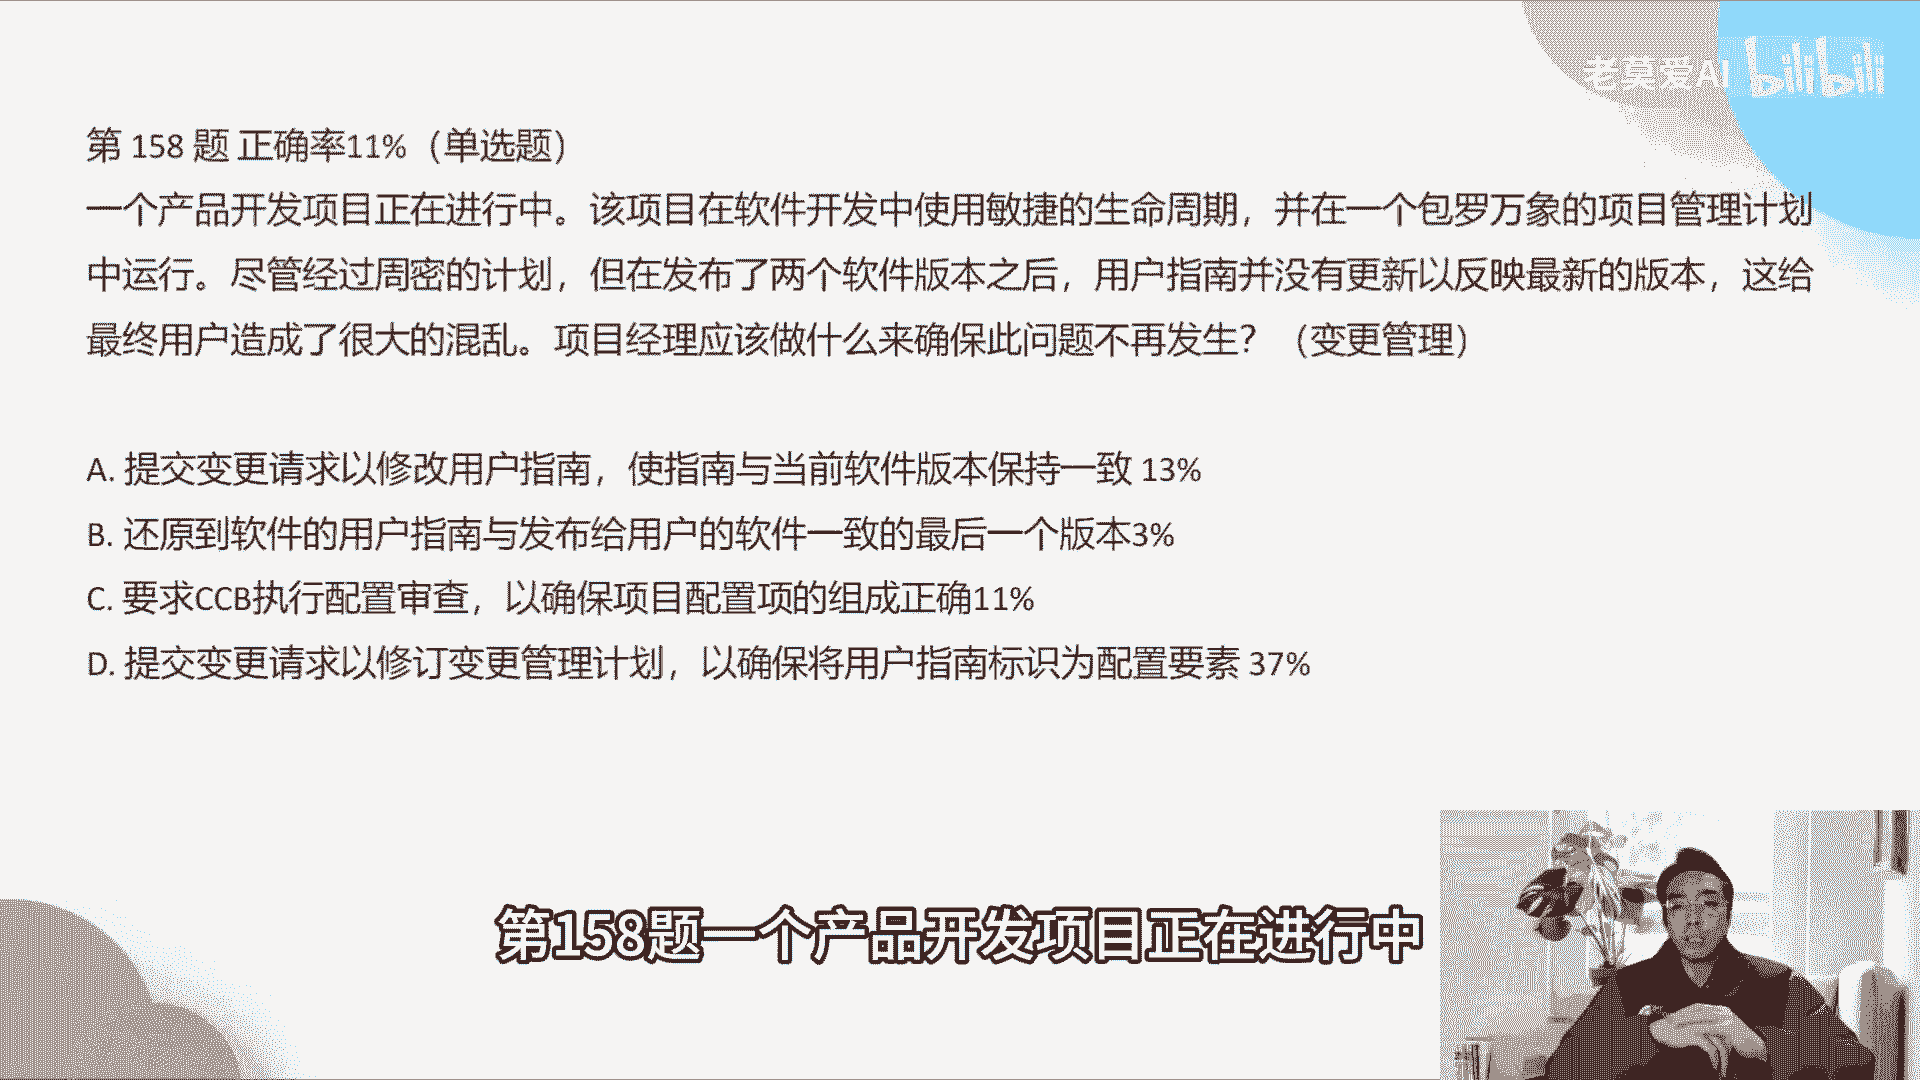 老莫爱AI bilibili
第 158 题 正确率11%（单选题）
一个产品开发项目正在进行中。该项目在软件开发中使用敏捷的生命周期，并在一个包罗万象的项目管理计划
中运行。尽管经过周密的计划，但在发布了两个软件版本之后，用户指南并没有更新以反映最新的版本，这给
最终用户造成了很大的混乱。项目经理应该做什么来确保此问题不再发生？（变更管理）
A. 提交变更请求以修改用户指南，使指南与当前软件版本保持一致 13%
B. 还原到软件的用户指南与发布给用户的软件一致的最后一个版本3%
C. 要求CCB执行配置审查，以确保项目配置项的组成正确11%
D. 提交变更请求以修订变更管理计划，以确保将用户指南标识为配置要素 37%
第158题一个产品开发项目正在进行中